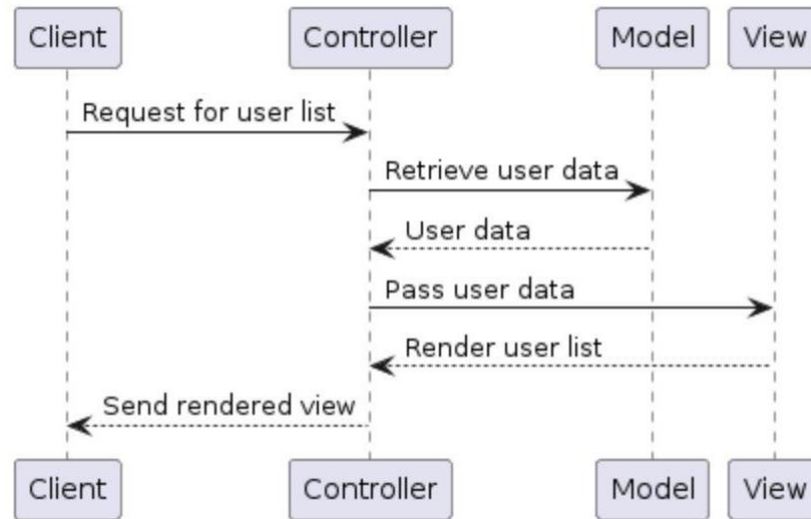 Client Controller Model View
Request for user list
Retrieve user data
User data
Pass user data
Render user list
Send rendered view
Client Controller Model View